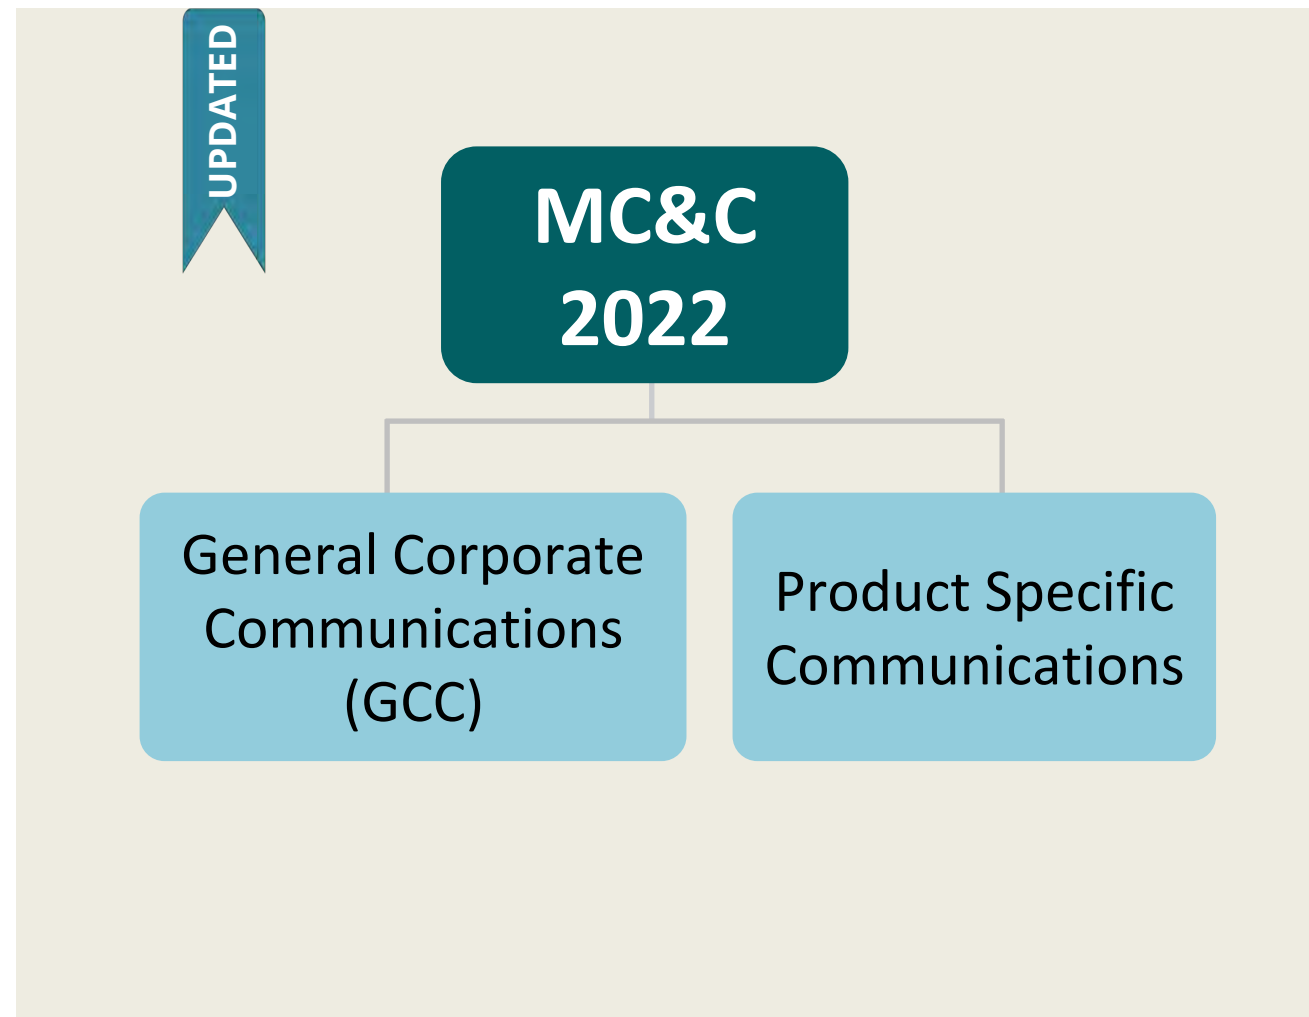 UPDATED
MC&C
2022
General Corporate
Communications
(GCC)
Product Specific
Communications